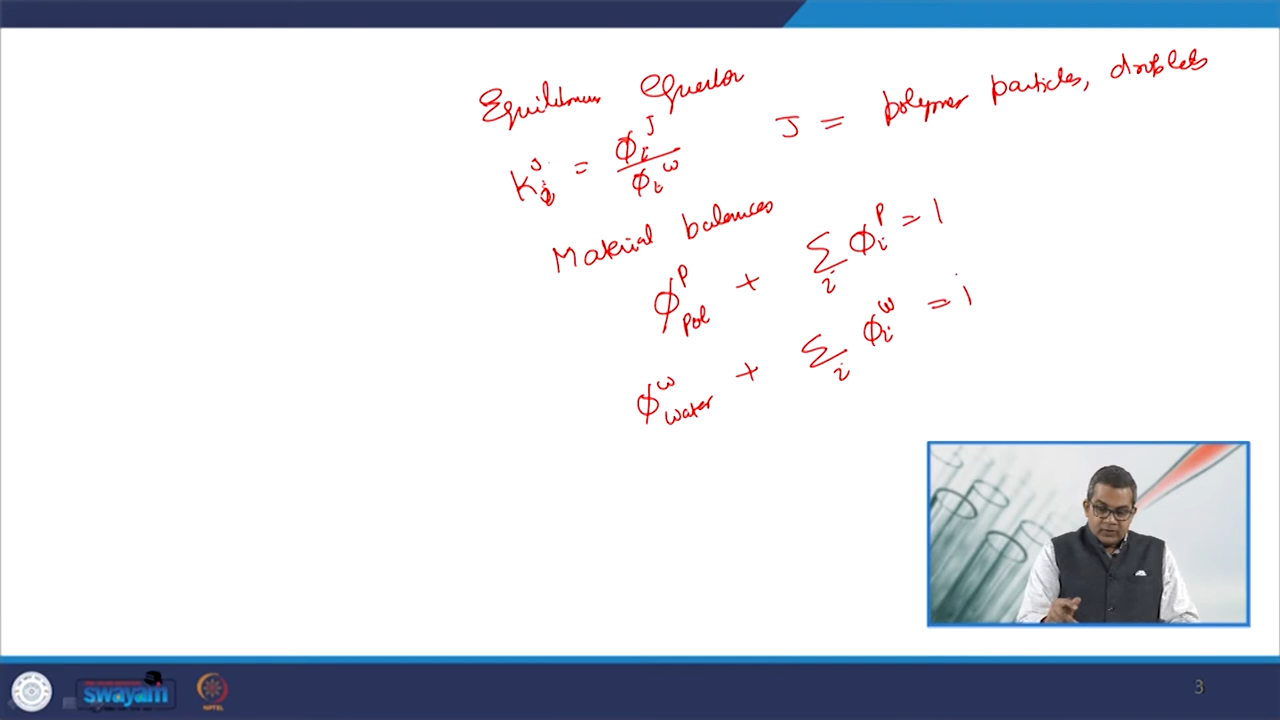 Equilibrium Equation
K_i^J = ϕ_i^J / ϕ_i^w   J = polymer particles, droplets
Material balances
ϕ_pol^P + Σ_i ϕ_i^P = 1
ϕ_water^w + Σ_i ϕ_i^w = 1
swayam
3